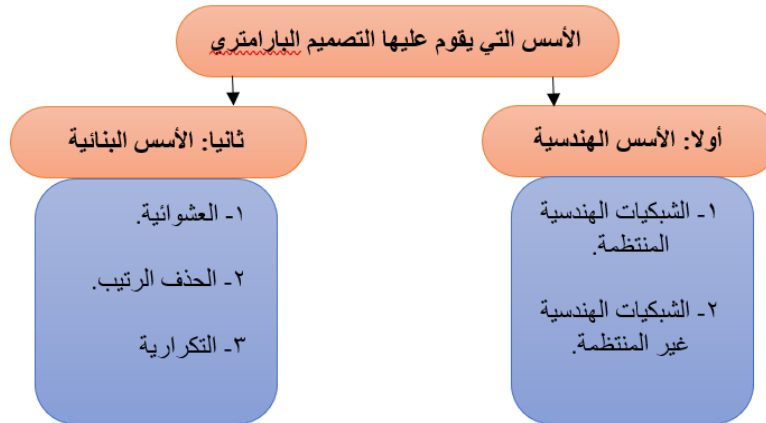 الأسس التي يقوم عليها التصميم البارامتري
أولا: الأسس الهندسية
١- الشبكيات الهندسية
المنتظمة.
٢- الشبكيات الهندسية
غير المنتظمة.
ثانيا: الأسس البنائية
١- العشوائية.
٢- الحذف الرتيب.
٣- التكرارية